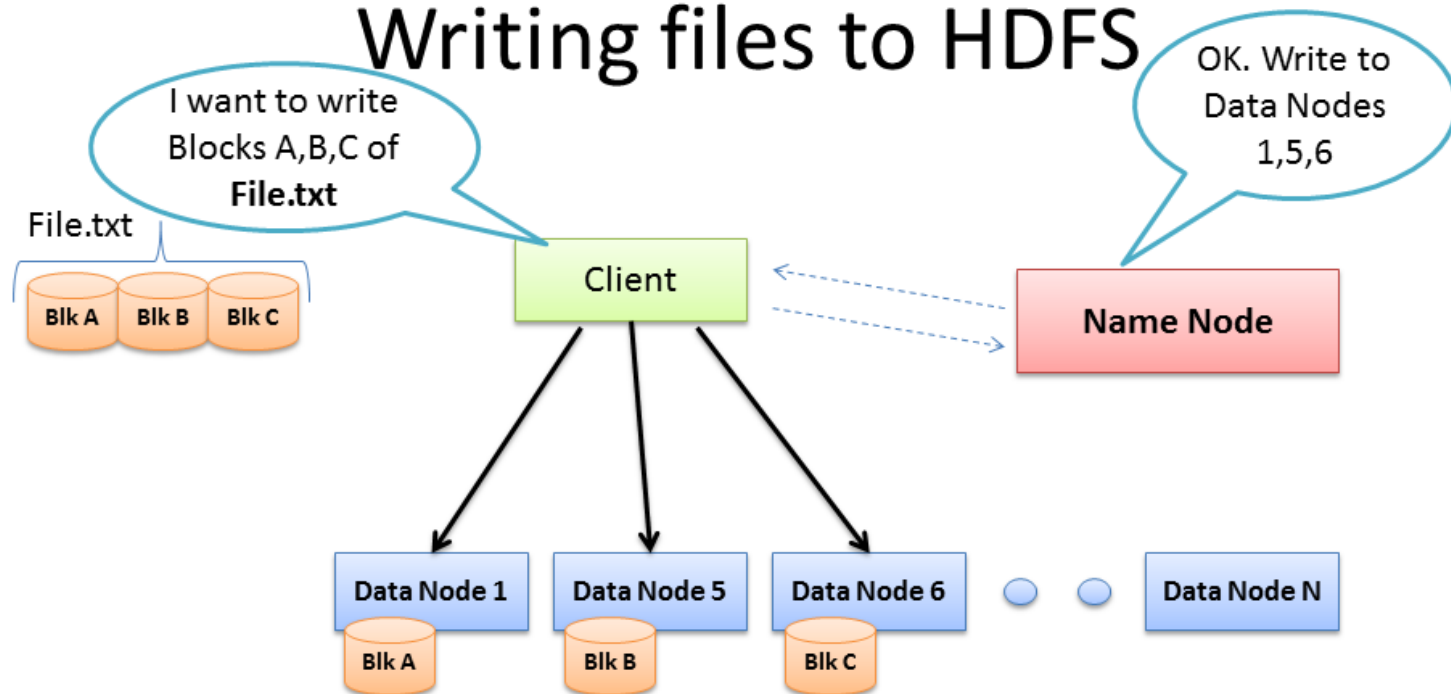 Writing files to HDFS
I want to write
Blocks A,B,C of
File.txt
OK. Write to
Data Nodes
1,5,6
File.txt
Blk A
Blk B
Blk C
Client
Name Node
Data Node 1
Data Node 5
Data Node 6
Data Node N
Blk A
Blk B
Blk C